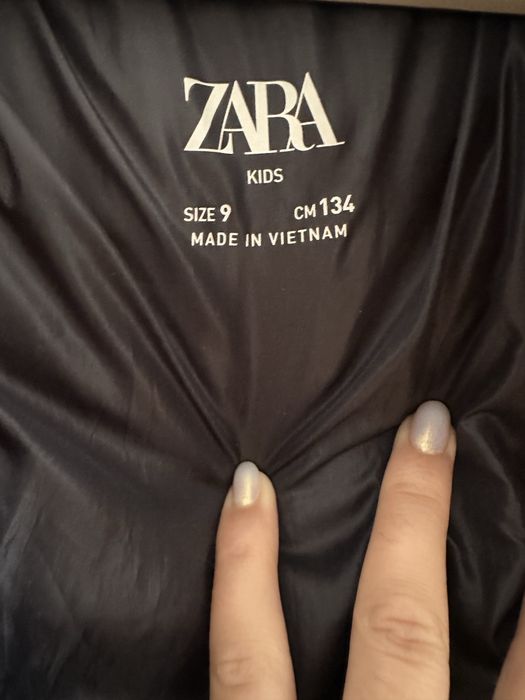 ZARA
KIDS
SIZE 9 CM 134
MADE IN VIETNAM